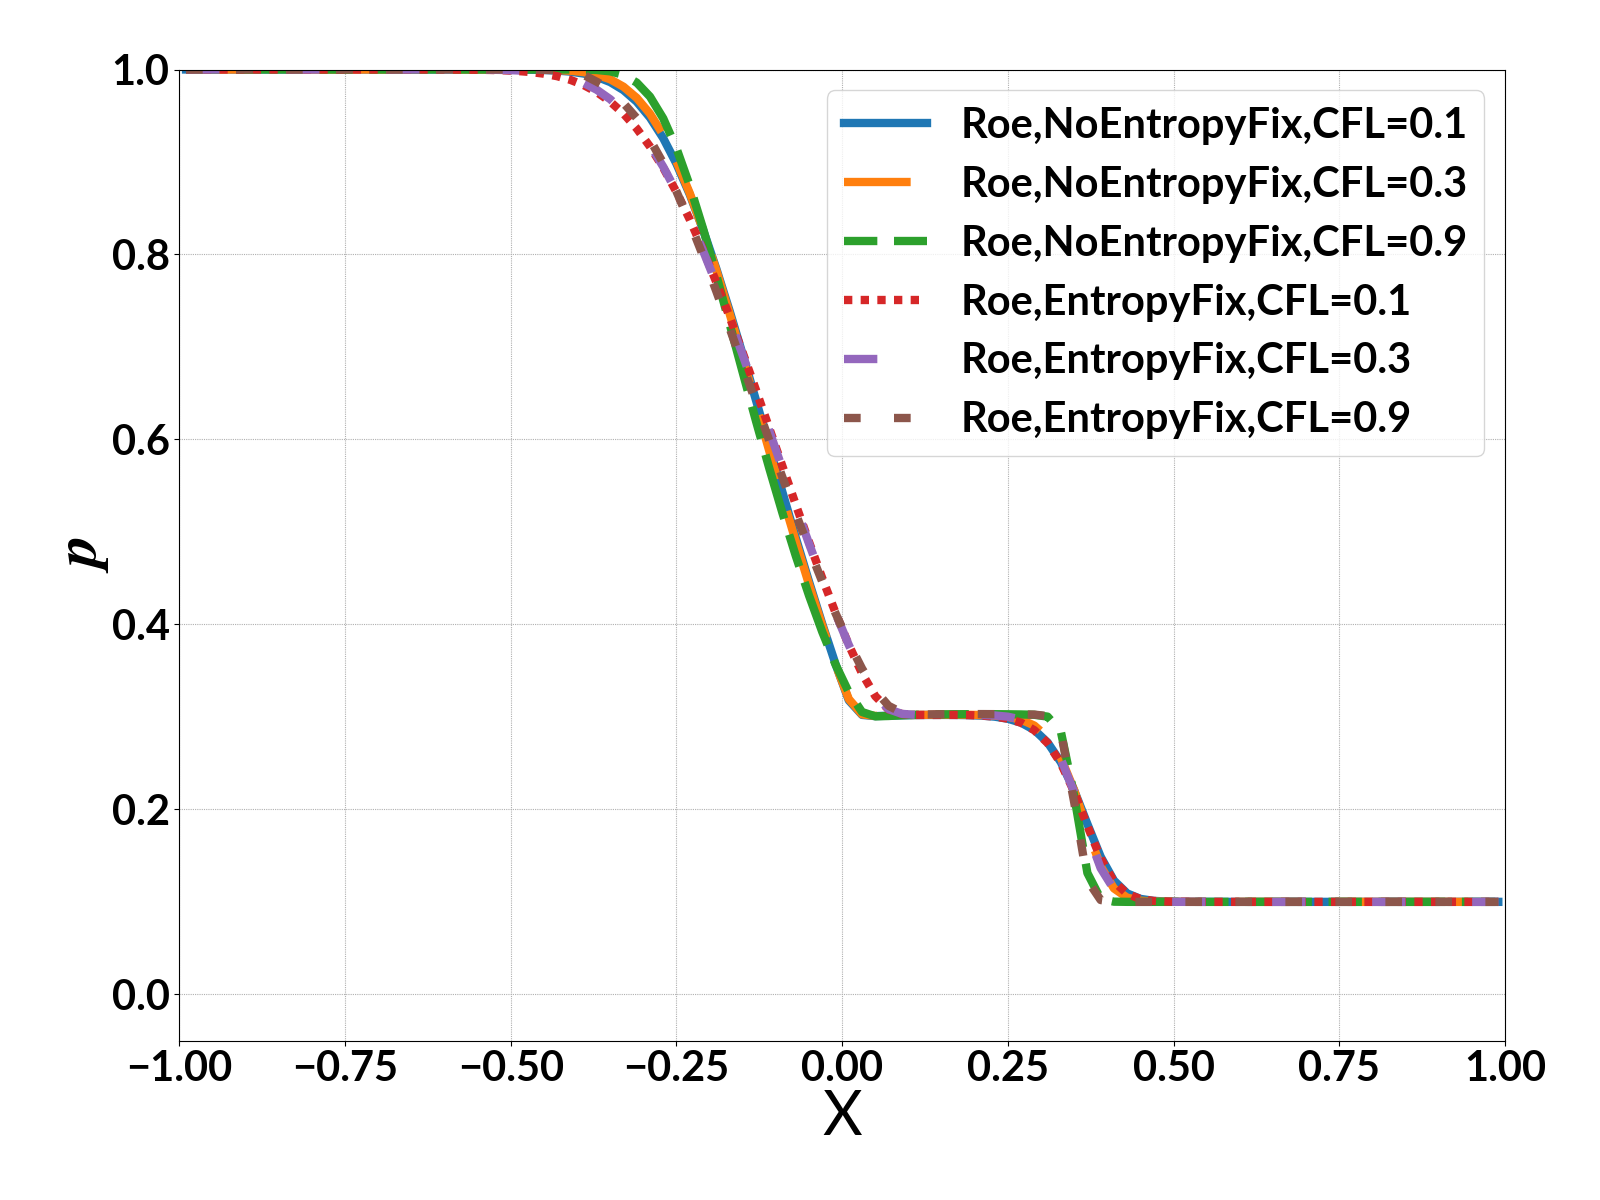 1.0
0.8
0.6
0.4
0.2
0.0
p
Roe,NoEntropyFix,CFL=0.1
Roe,NoEntropyFix,CFL=0.3
Roe,NoEntropyFix,CFL=0.9
Roe,EntropyFix,CFL=0.1
Roe,EntropyFix,CFL=0.3
Roe,EntropyFix,CFL=0.9
−1.00 −0.75 −0.50 −0.25 0.00 0.25 0.50 0.75 1.00
X